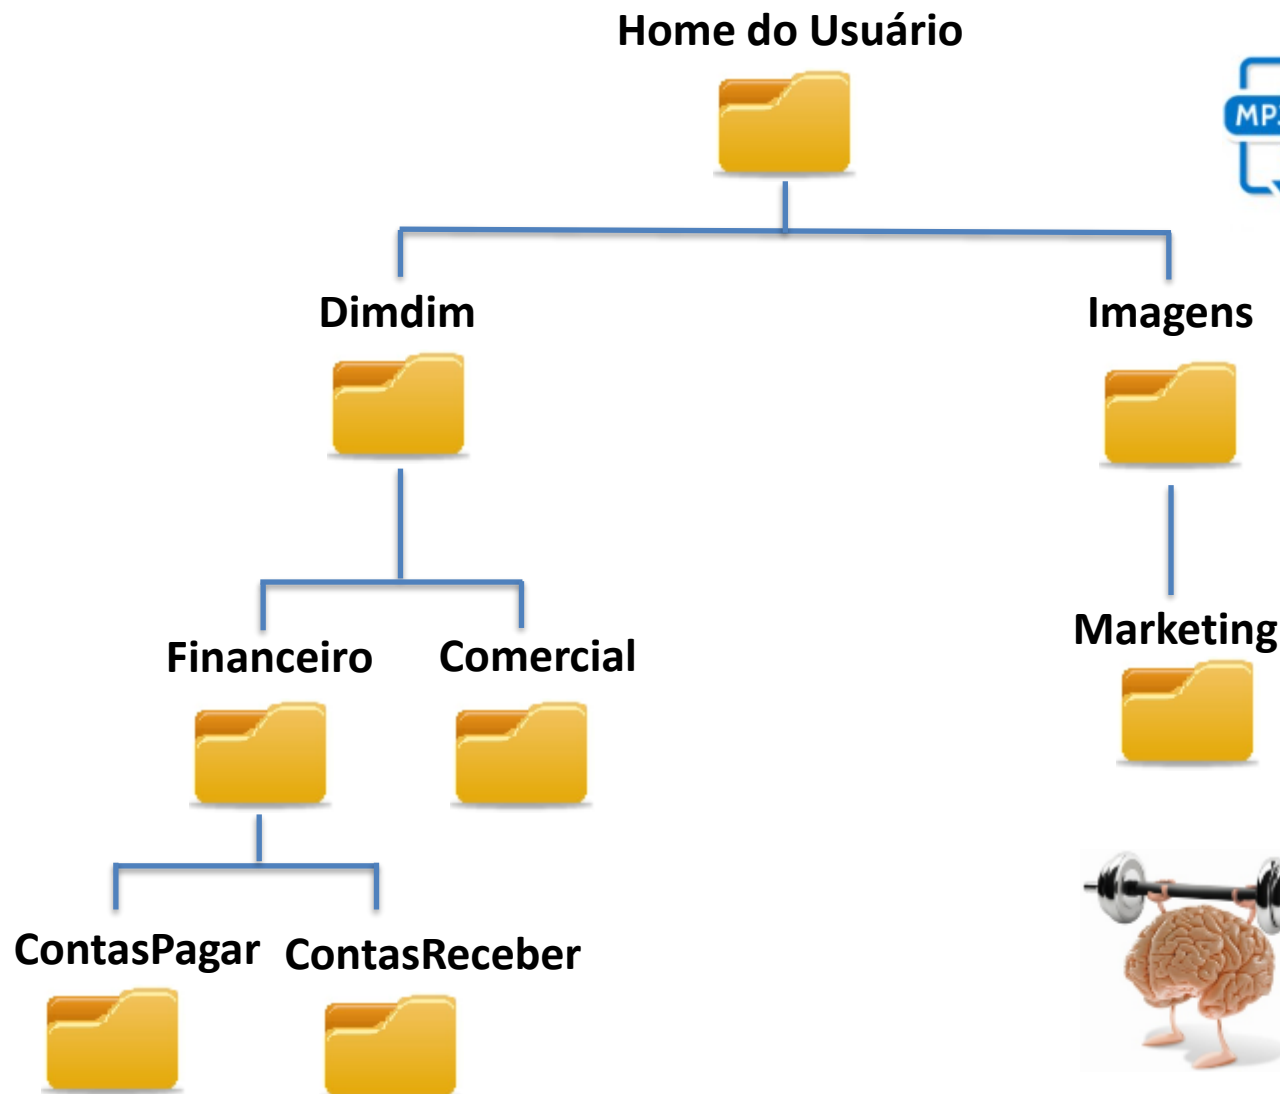 Home do Usuário
Dimdim
Imagens
Financeiro
Comercial
Marketing
ContasPagar
ContasReceber